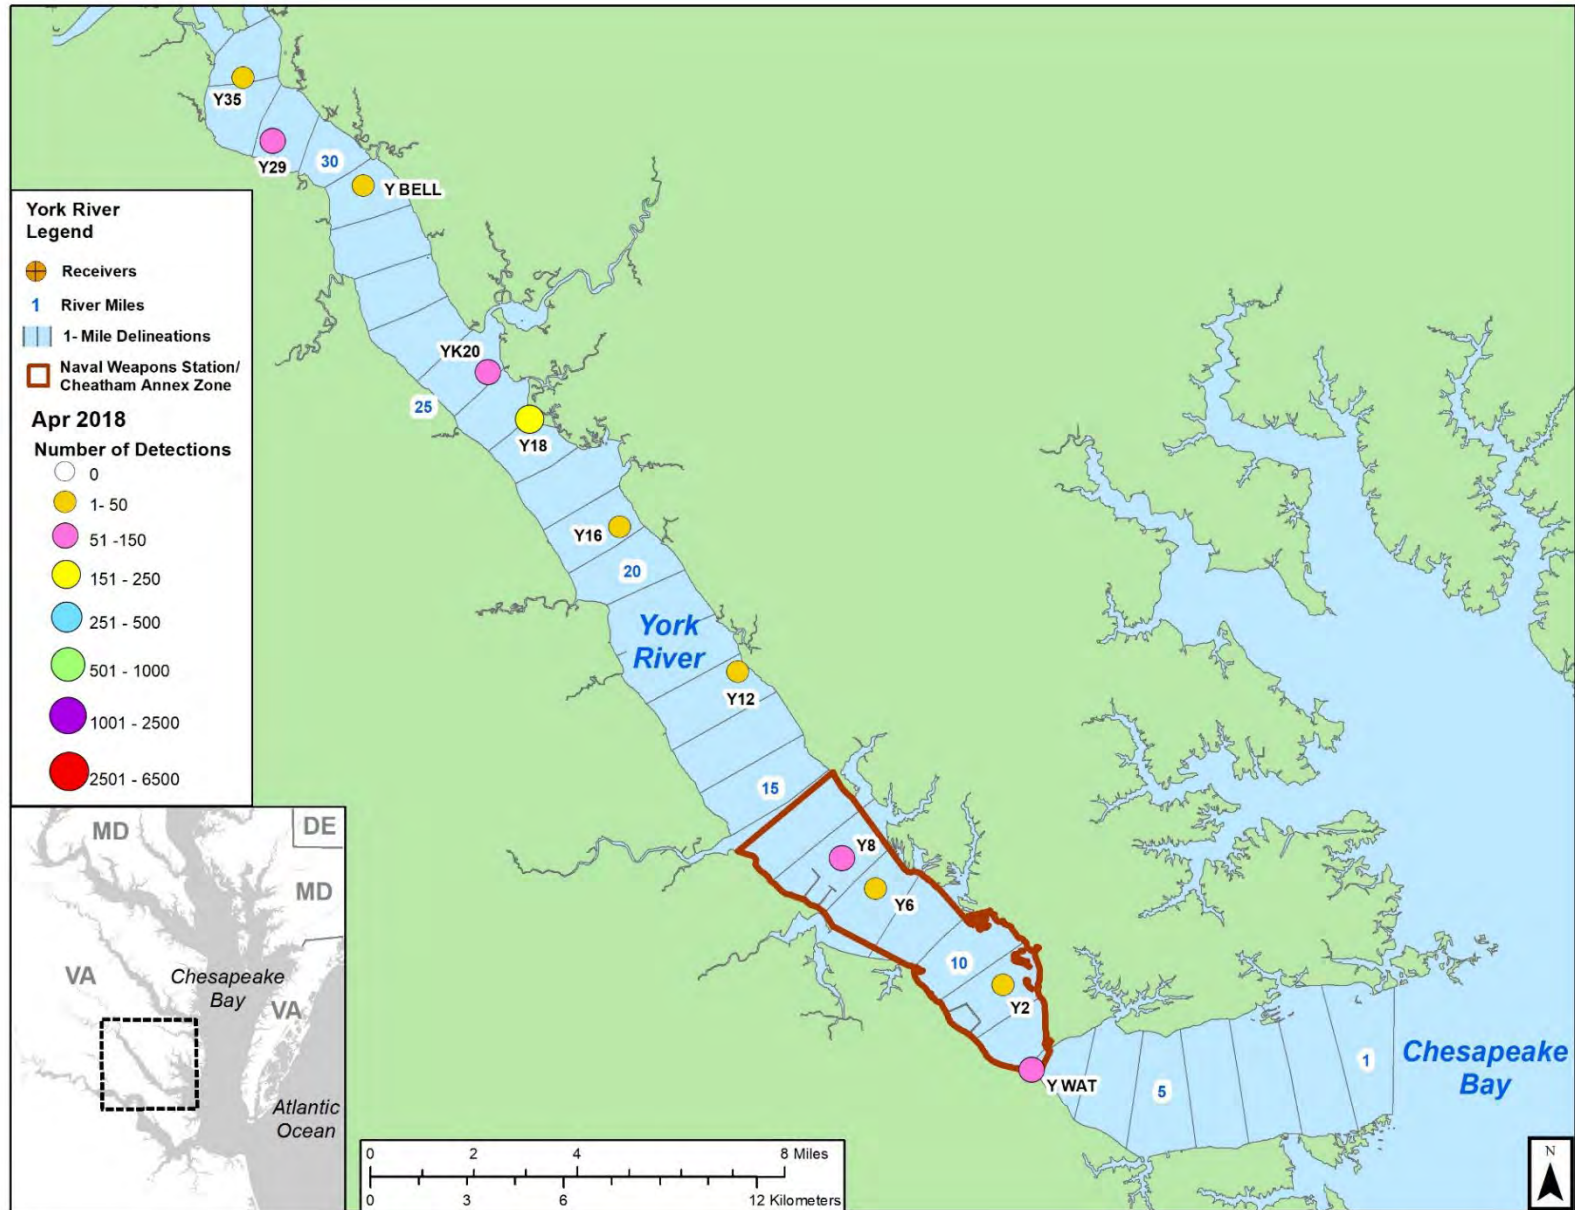 Y35
Y29
30
Y BELL
York River
Legend
Receivers
1 River Miles
1- Mile Delineations
Naval Weapons Station/
Cheatham Annex Zone
Apr 2018
Number of Detections
0
1- 50
51 -150
151 - 250
251 - 500
501 - 1000
1001 - 2500
2501 - 6500
YK20
25
Y18
Y16
20
York
River
Y12
15
Y8
Y6
10
Y2
Y WAT
5
1
Chesapeake
Bay
MD
DE
MD
VA
Chesapeake
Bay
VA
Atlantic
Ocean
0 2 4 8 Miles
0 3 6 12 Kilometers
N